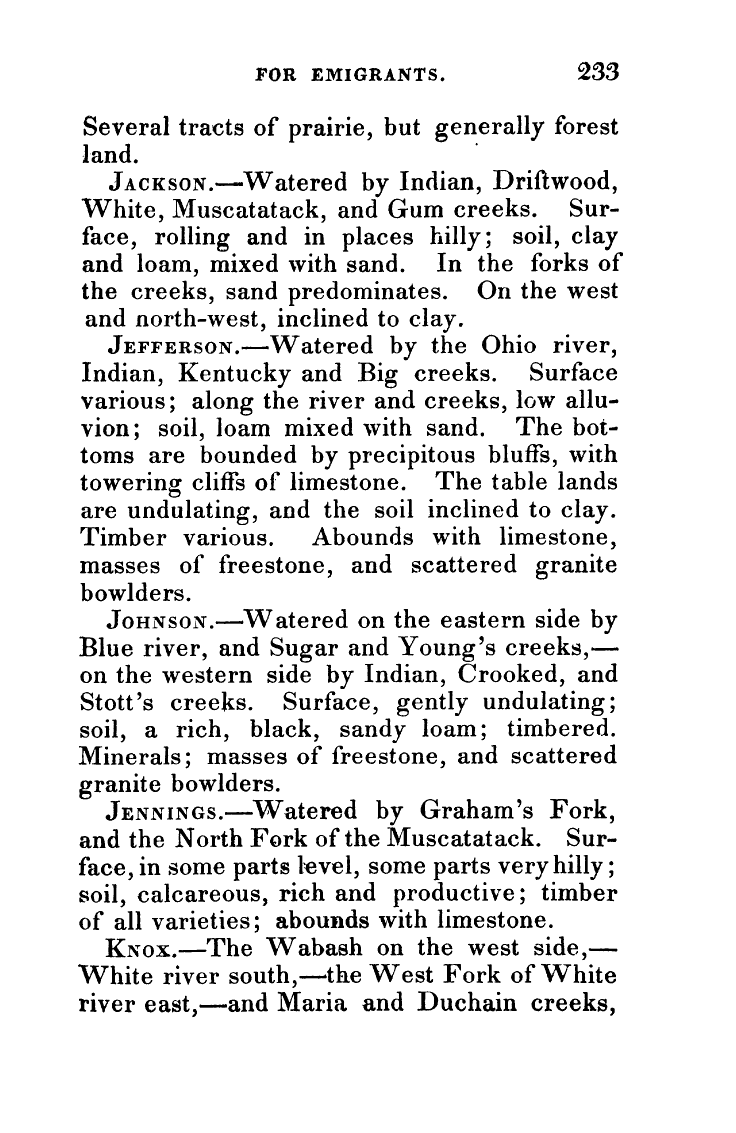 FOR EMIGRANTS. 233
Several tracts of prairie, but generally forest
land.
JACKSON.—Watered by Indian, Driftwood,
White, Muscatatack, and Gum creeks. Sur-
face, rolling and in places hilly; soil, clay
and loam, mixed with sand. In the forks of
the creeks, sand predominates. On the west
and north-west, inclined to clay.
JEFFERSON.—Watered by the Ohio river,
Indian, Kentucky and Big creeks. Surface
various; along the river and creeks, low allu-
vion; soil, loam mixed with sand. The bot-
toms are bounded by precipitous bluffs, with
towering cliffs of limestone. The table lands
are undulating, and the soil inclined to clay.
Timber various. Abounds with limestone,
masses of freestone, and scattered granite
bowlders.
JOHNSON.—Watered on the eastern side by
Blue river, and Sugar and Young's creeks,—
on the western side by Indian, Crooked, and
Stott's creeks. Surface, gently undulating;
soil, a rich, black, sandy loam; timbered.
Minerals; masses of freestone, and scattered
granite bowlders.
JENNINGS.—Watered by Graham's Fork,
and the North Fork of the Muscatatack. Sur-
face, in some parts level, some parts very hilly;
soil, calcareous, rich and productive; timber
of all varieties; abounds with limestone.
KNOX.—The Wabash on the west side,—
White river south,—the West Fork of White
river east,—and Maria and Duchain creeks,